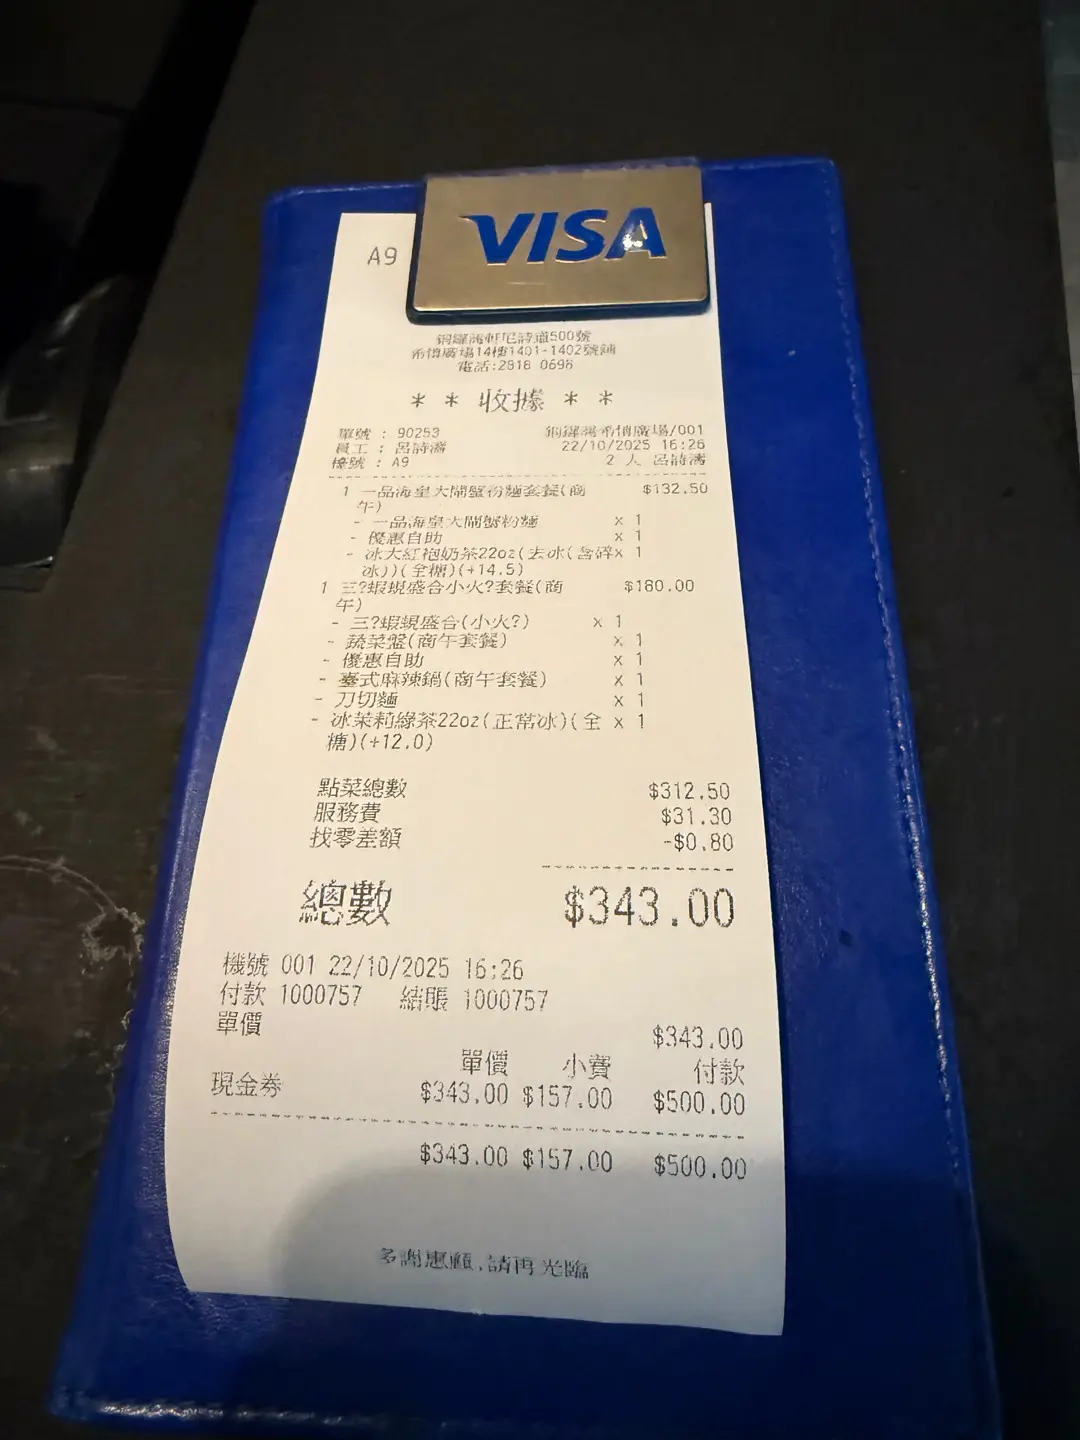 VISA
A9
銅鑼灣軒尼詩道500號
希慎廣場14樓1401-1402號舖
電話:2818 0698
* * 收據 * *
單號 : 90253 銅鑼灣希慎廣場/001
員工 : 呂詩 22/10/2025 16:26
檯號 : A9 2 人 呂詩
1 一品海皇大閘蟹粉麵套餐(商 $132.50
午)
- 一品海皇大閘蟹粉麵 x 1
- 優惠自助 x 1
- 冰大紅袍奶茶22oz(去冰(含碎 x 1
冰))(全糖)(+14.5)
1 三?蝦蜆盛合小火?套餐(商 $180.00
午)
- 三?蝦蜆盛合(小火?) x 1
- 蔬菜盤(商午套餐) x 1
- 優惠自助 x 1
- 臺式麻辣鍋(商午套餐) x 1
- 刀切麵 x 1
- 冰茉莉綠茶22oz(正常冰)(全 x 1
糖)(+12.0)
點菜總數 $312.50
服務費 $31.30
找零差額 -$0.80
總數 $343.00
機號 001 22/10/2025 16:26
付款 1000757 結賬 1000757
單價 $343.00
單價 小費 付款
現金券 $343.00 $157.00 $500.00
$343.00 $157.00 $500.00
多謝惠顧,請再光臨